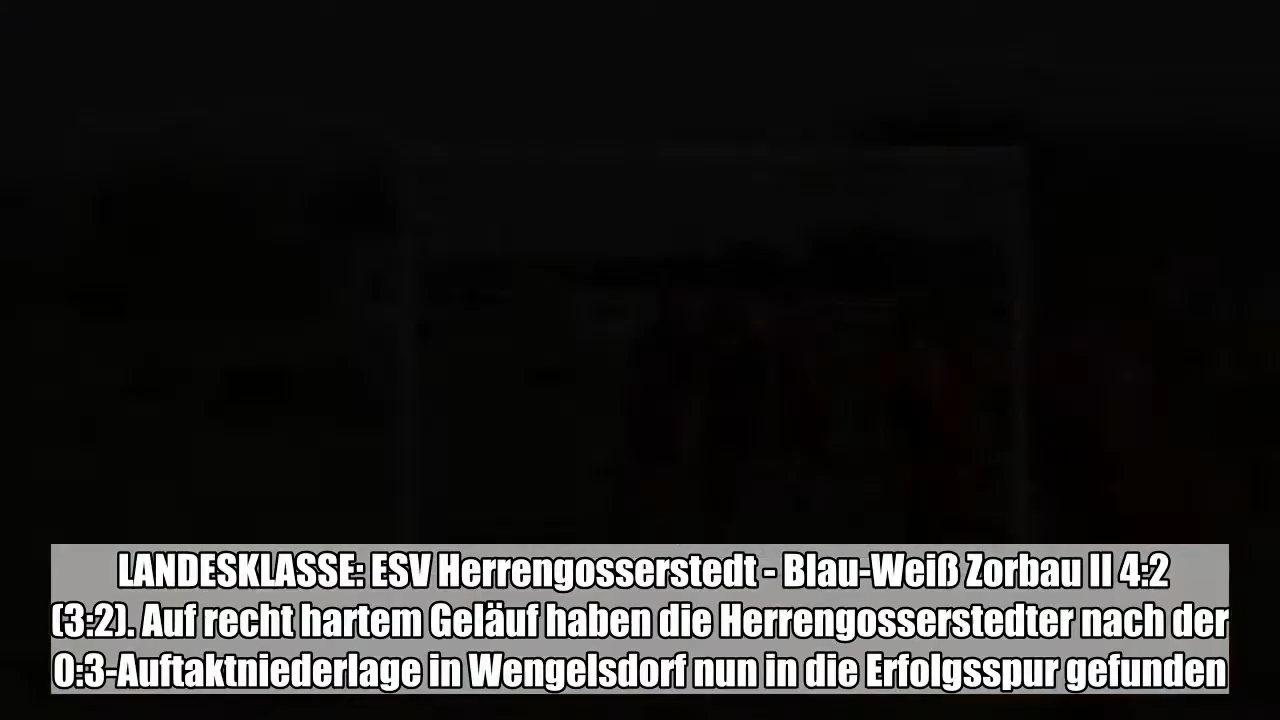 LANDESKLASSE: ESV Herrengosserstedt - Blau-Weiß Zorbau II 4:2
(3:2). Auf recht hartem Geläuf haben die Herrengosserstedter nach der
0:3-Auftaktniederlage in Wengelsdorf nun in die Erfolgsspur gefunden